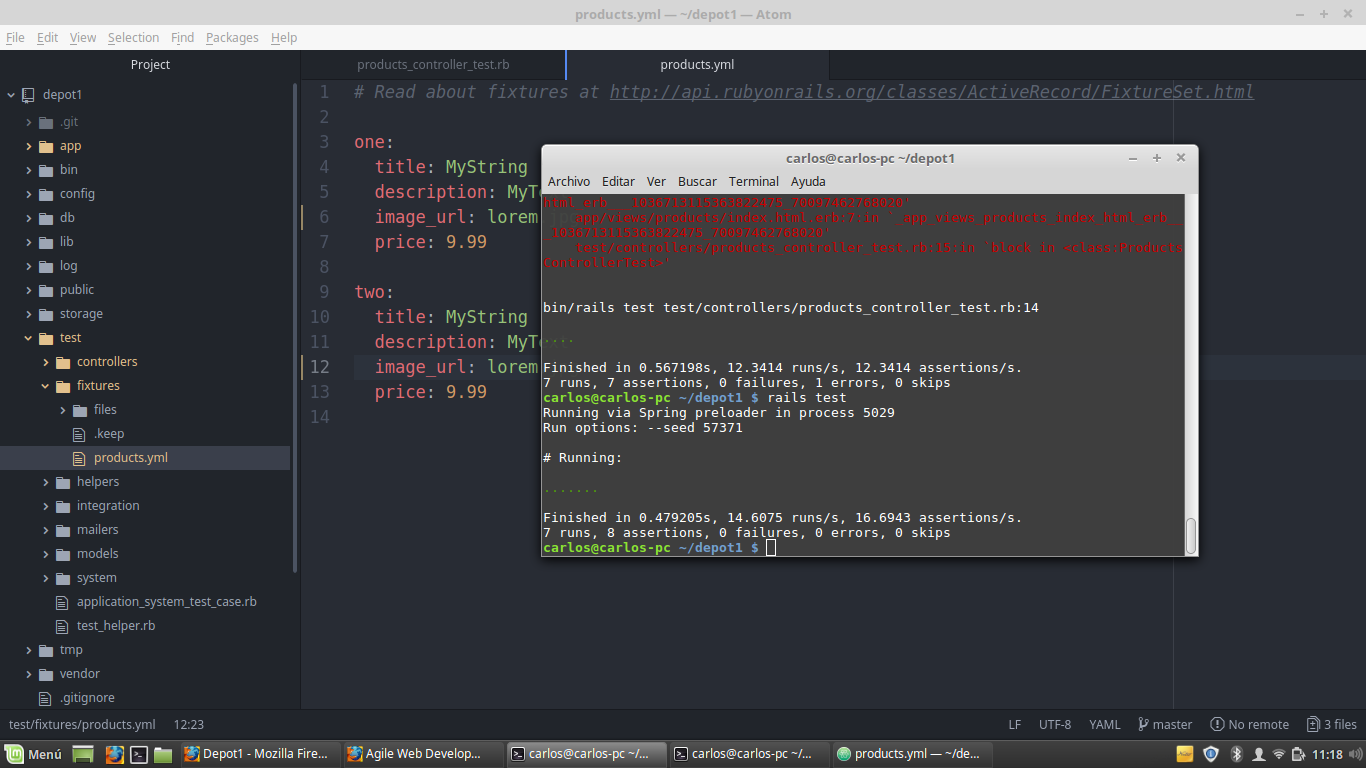 products.yml — ~/depot1 — Atom
File Edit View Selection Find Packages Help
Project
products_controller_test.rb
products.yml
depot1
.git
app
bin
config
db
lib
log
public
storage
test
controllers
fixtures
files
.keep
products.yml
helpers
integration
mailers
models
system
application_system_test_case.rb
test_helper.rb
tmp
vendor
.gitignore
1 # Read about fixtures at http://api.rubyonrails.org/classes/ActiveRecord/FixtureSet.html
2
3 one:
4 title: MyString
5 description: MyTe
6 image_url: lorem
7 price: 9.99
8
9 two:
10 title: MyString
11 description: MyTe
12 image_url: lorem
13 price: 9.99
14
carlos@carlos-pc ~/depot1
Archivo Editar Ver Buscar Terminal Ayuda
html_erb___1036713115363822475_70097462768020'
app/views/products/index.html.erb:7:in `_app_views_products_index_html_erb__
_1036713115363822475_70097462768020'
test/controllers/products_controller_test.rb:15:in `block in <class:Products
ControllerTest>'
bin/rails test test/controllers/products_controller_test.rb:14
....
Finished in 0.567198s, 12.3414 runs/s, 12.3414 assertions/s.
7 runs, 7 assertions, 0 failures, 1 errors, 0 skips
carlos@carlos-pc ~/depot1 $ rails test
Running via Spring preloader in process 5029
Run options: --seed 57371
# Running:
.......
Finished in 0.479205s, 14.6075 runs/s, 16.6943 assertions/s.
7 runs, 8 assertions, 0 failures, 0 errors, 0 skips
carlos@carlos-pc ~/depot1 $
test/fixtures/products.yml 12:23
LF UTF-8 YAML master No remote 3 files
Menú
Depot1 - Mozilla Fire...
Agile Web Develop...
carlos@carlos-pc ~/...
carlos@carlos-pc ~/...
products.yml — ~/de...
11:18